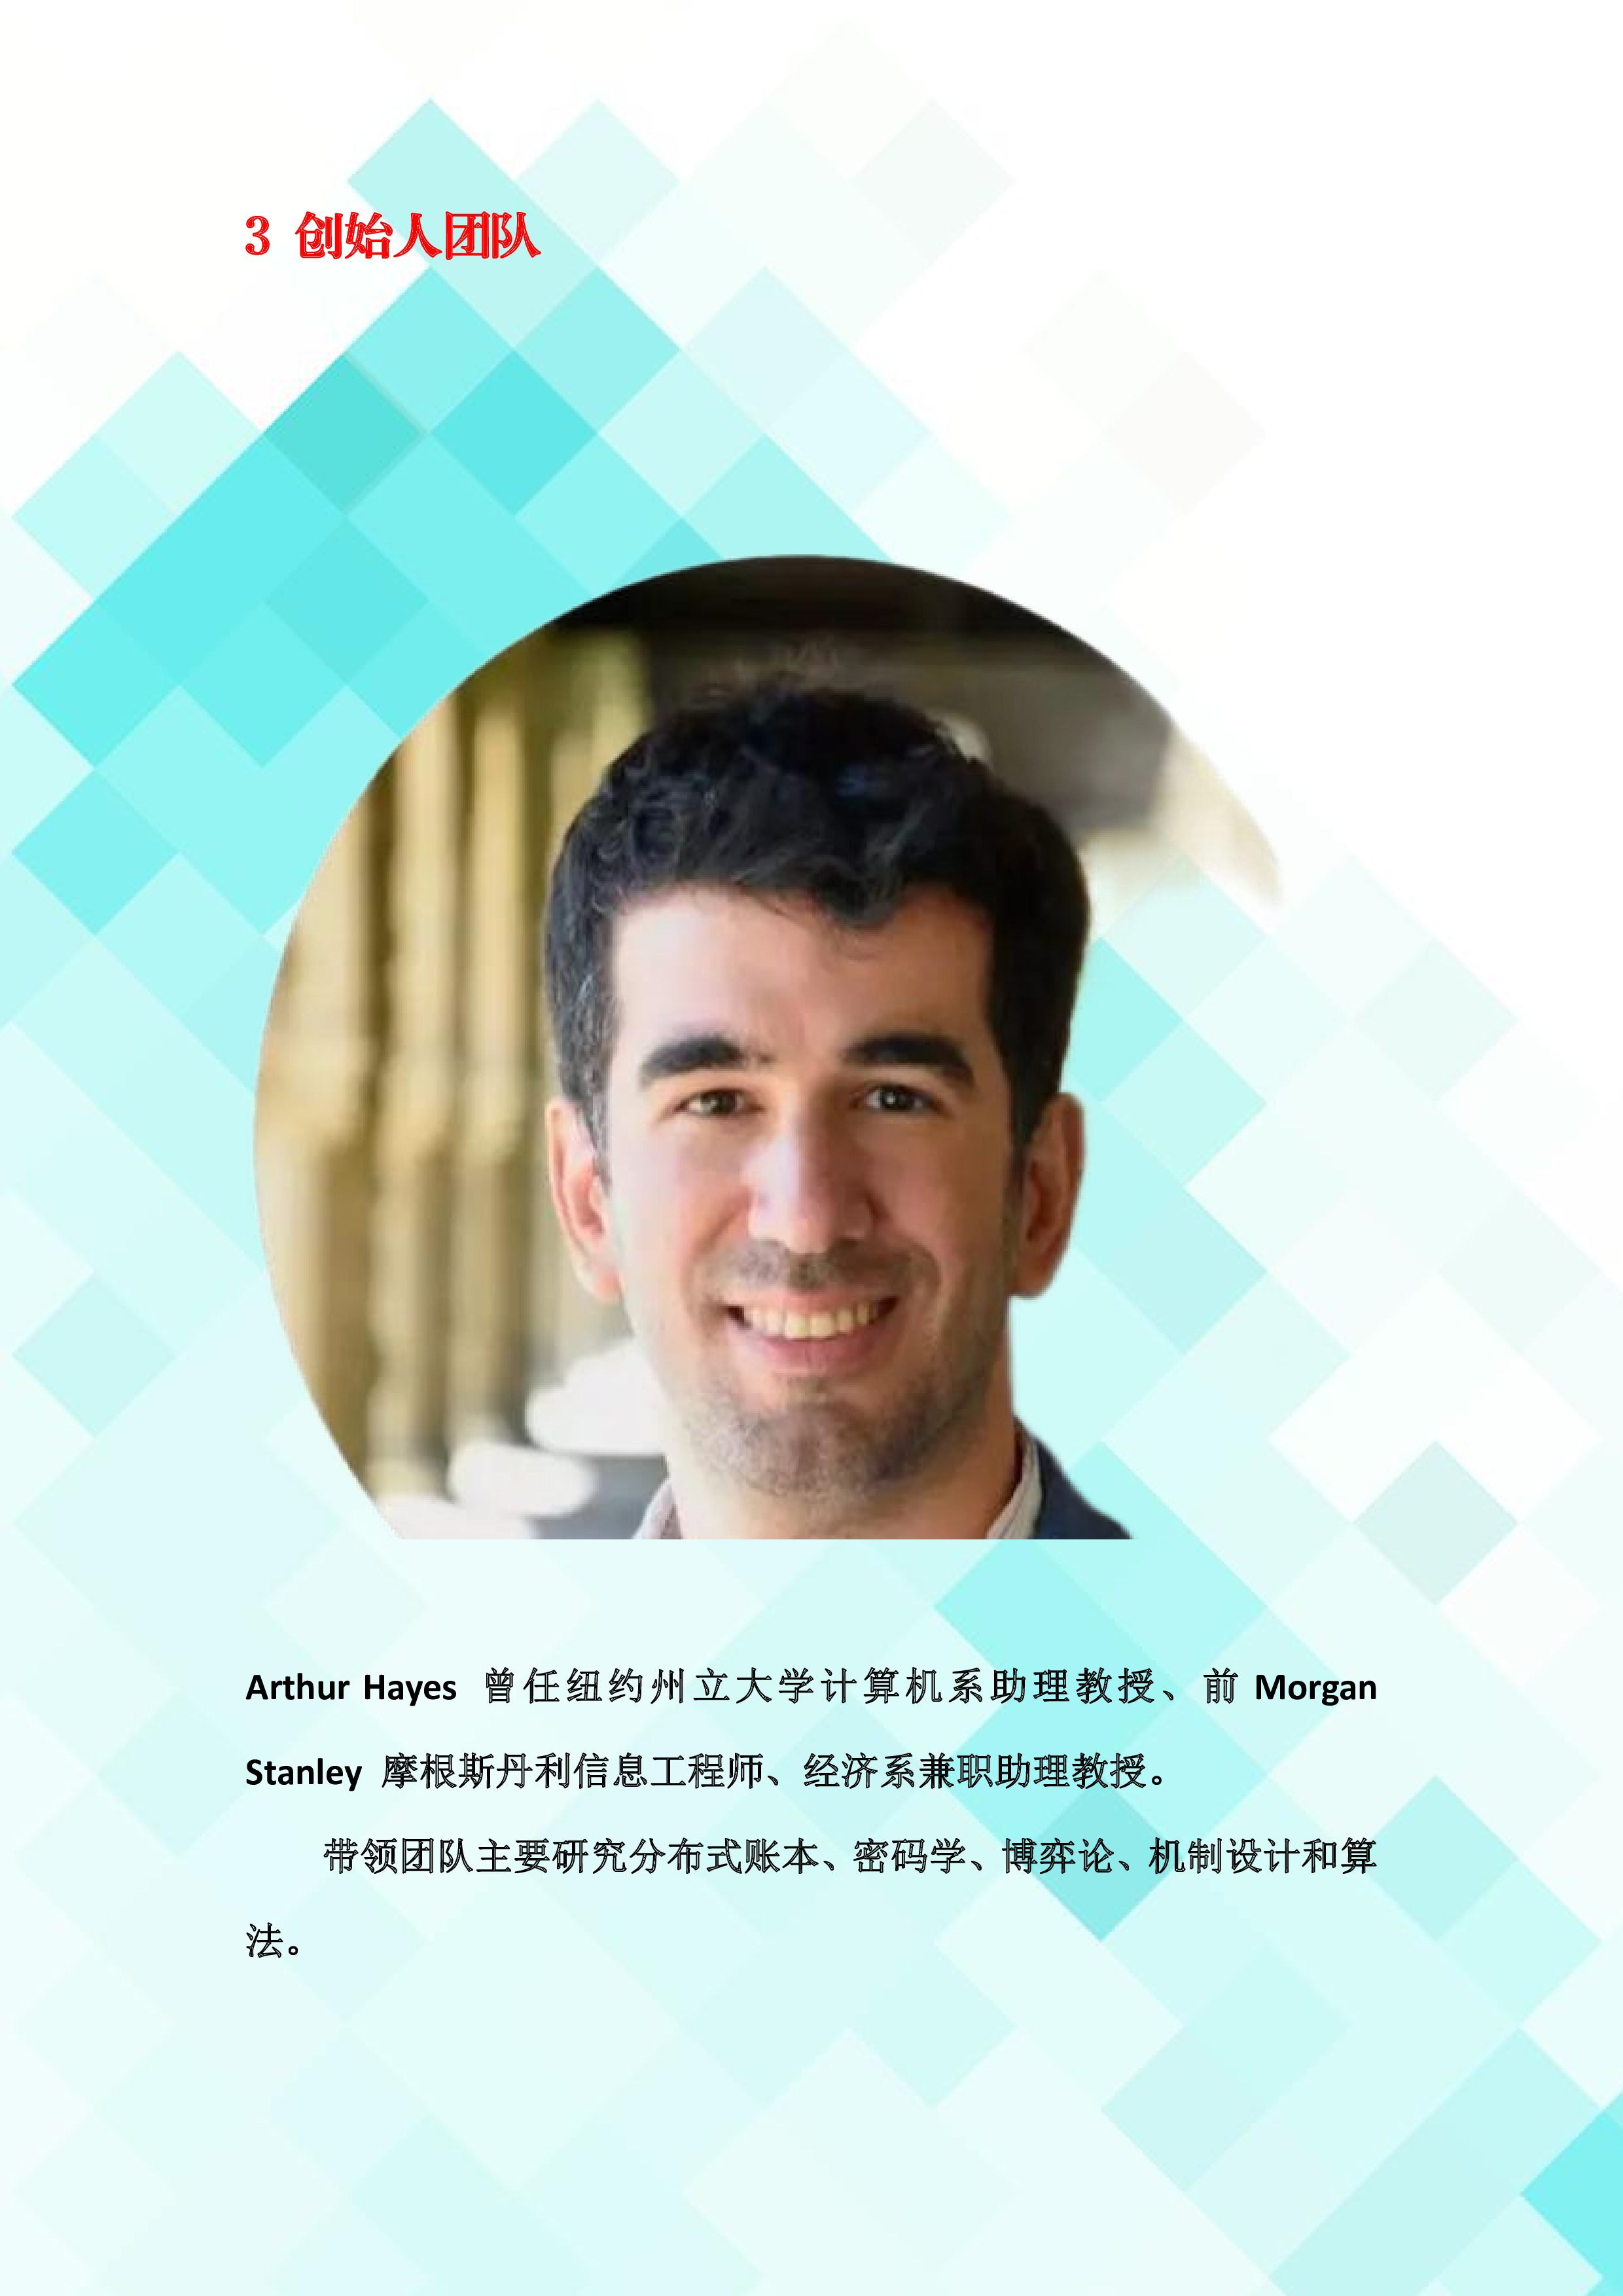 3 创始人团队
Arthur Hayes 曾任纽约州立大学计算机系助理教授、前 Morgan
Stanley 摩根斯丹利信息工程师、经济系兼职助理教授。
带领团队主要研究分布式账本、密码学、博弈论、机制设计和算
法。